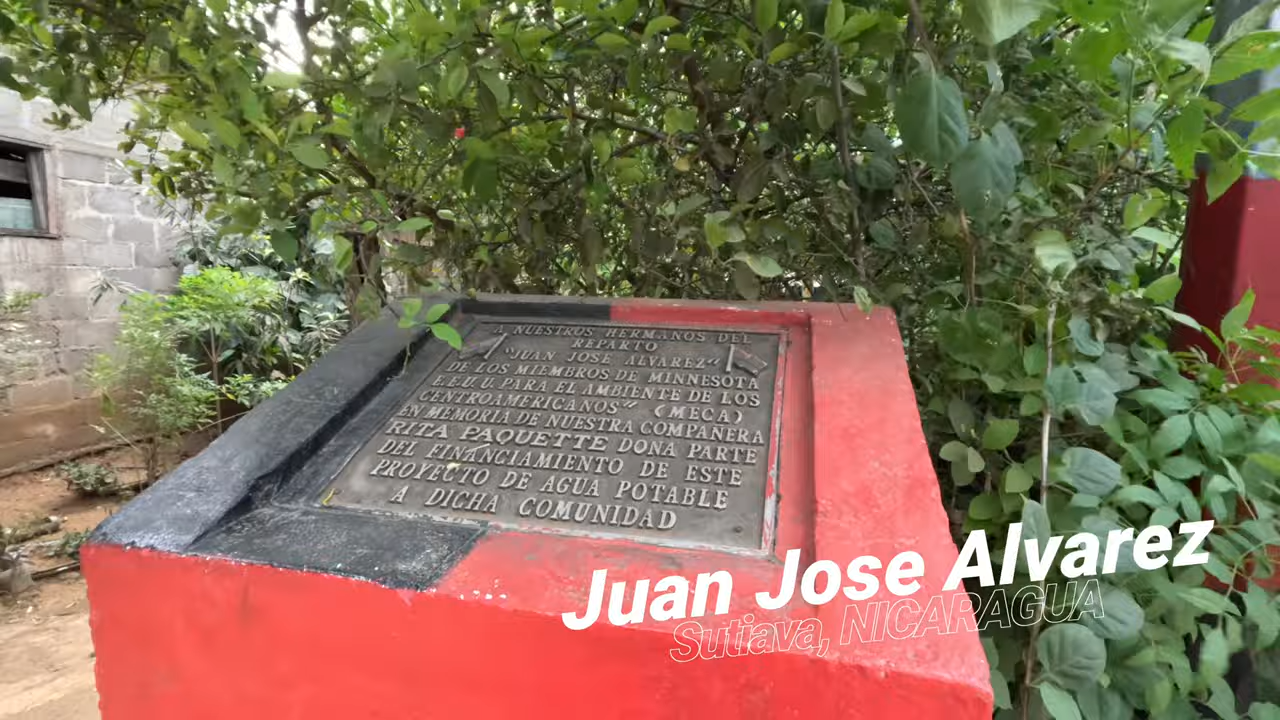 A NUESTROS HERMANOS DEL
REPARTO
"JUAN JOSE ALVAREZ"
DE LOS MIEMBROS DE MINNESOTA
E.E.U.U. PARA EL AMBIENTE DE LOS
CENTROAMERICANOS" (MECA)
EN MEMORIA DE NUESTRA COMPAÑERA
RITA PAQUETTE DONA PARTE
DEL FINANCIAMIENTO DE ESTE
PROYECTO DE AGUA POTABLE
A DICHA COMUNIDAD
Juan Jose Alvarez
Sutiava, NICARAGUA